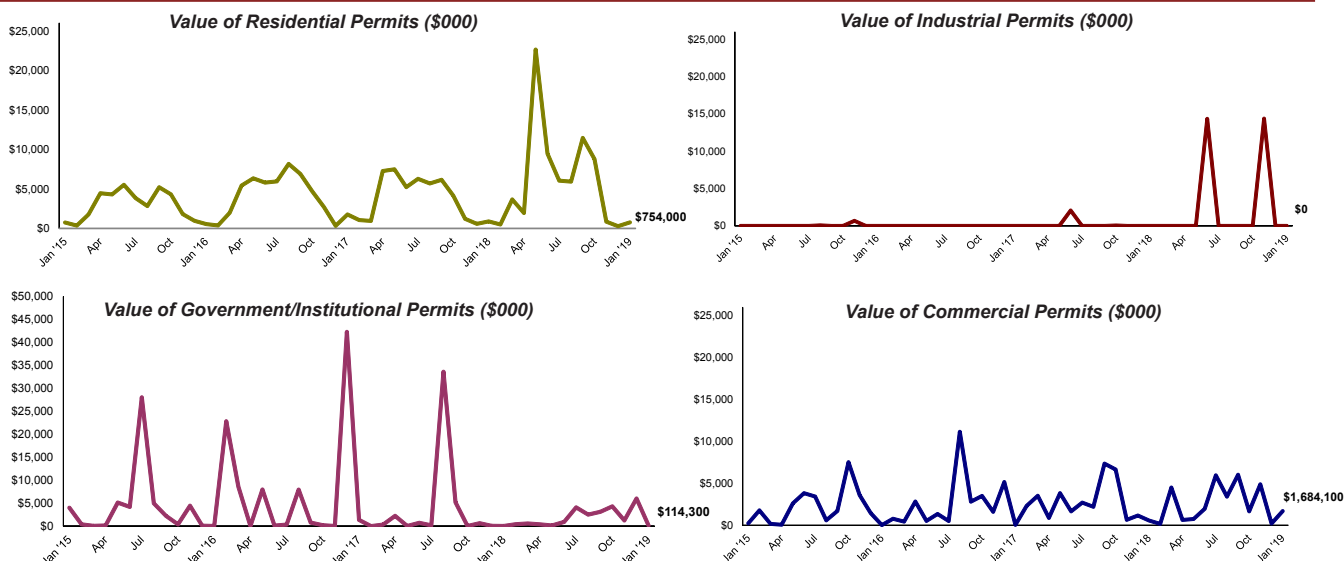 Value of Residential Permits ($000)
$25,000
$20,000
$15,000
$10,000
$5,000
$0
$754,000
Jan '15
Apr
Jul
Oct
Jan '16
Apr
Jul
Oct
Jan '17
Apr
Jul
Oct
Jan '18
Apr
Jul
Oct
Jan '19
Value of Industrial Permits ($000)
$25,000
$20,000
$15,000
$10,000
$5,000
$0
$0
Jan '15
Apr
Jul
Oct
Jan '16
Apr
Jul
Oct
Jan '17
Apr
Jul
Oct
Jan '18
Apr
Jul
Oct
Jan '19
Value of Government/Institutional Permits ($000)
$50,000
$45,000
$40,000
$35,000
$30,000
$25,000
$20,000
$15,000
$10,000
$5,000
$0
$114,300
Jan '15
Apr
Jul
Oct
Jan '16
Apr
Jul
Oct
Jan '17
Apr
Jul
Oct
Jan '18
Apr
Jul
Oct
Jan '19
Value of Commercial Permits ($000)
$25,000
$20,000
$15,000
$10,000
$5,000
$0
$1,684,100
Jan '15
Apr
Jul
Oct
Jan '16
Apr
Jul
Oct
Jan '17
Apr
Jul
Oct
Jan '18
Apr
Jul
Oct
Jan '19